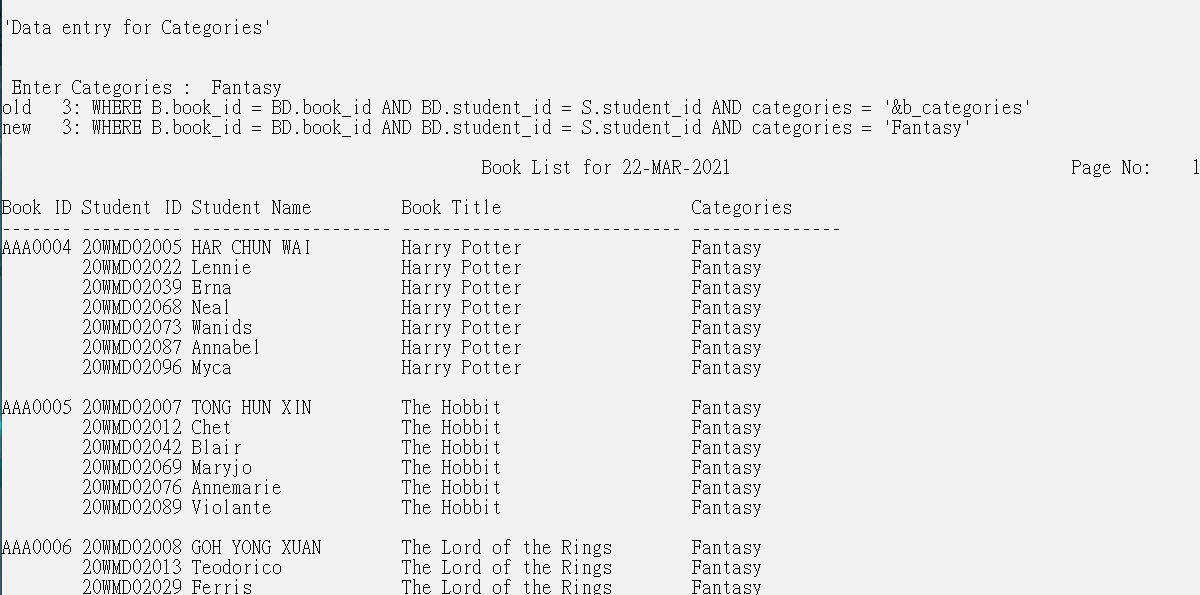 'Data entry for Categories'
Enter Categories :  Fantasy
old   3: WHERE B.book_id = BD.book_id AND BD.student_id = S.student_id AND categories = '&b_categories'
new   3: WHERE B.book_id = BD.book_id AND BD.student_id = S.student_id AND categories = 'Fantasy'
Book List for 22-MAR-2021                                  Page No:    1
Book ID Student ID Student Name         Book Title                   Categories
------- ---------- -------------------- ---------------------------- ---------------
AAA0004 20WMD02005 HAR CHUN WAI         Harry Potter                 Fantasy
        20WMD02022 Lennie               Harry Potter                 Fantasy
        20WMD02039 Erna                 Harry Potter                 Fantasy
        20WMD02068 Neal                 Harry Potter                 Fantasy
        20WMD02073 Wanids               Harry Potter                 Fantasy
        20WMD02087 Annabel              Harry Potter                 Fantasy
        20WMD02096 Myca                 Harry Potter                 Fantasy
AAA0005 20WMD02007 TONG HUN XIN         The Hobbit                   Fantasy
        20WMD02012 Chet                 The Hobbit                   Fantasy
        20WMD02042 Blair                The Hobbit                   Fantasy
        20WMD02069 Maryjo               The Hobbit                   Fantasy
        20WMD02076 Annemarie            The Hobbit                   Fantasy
        20WMD02089 Violante             The Hobbit                   Fantasy
AAA0006 20WMD02008 GOH YONG XUAN        The Lord of the Rings        Fantasy
        20WMD02013 Teodorico            The Lord of the Rings        Fantasy
        20WMD02029 Ferris               The Lord of the Rings        Fantasy